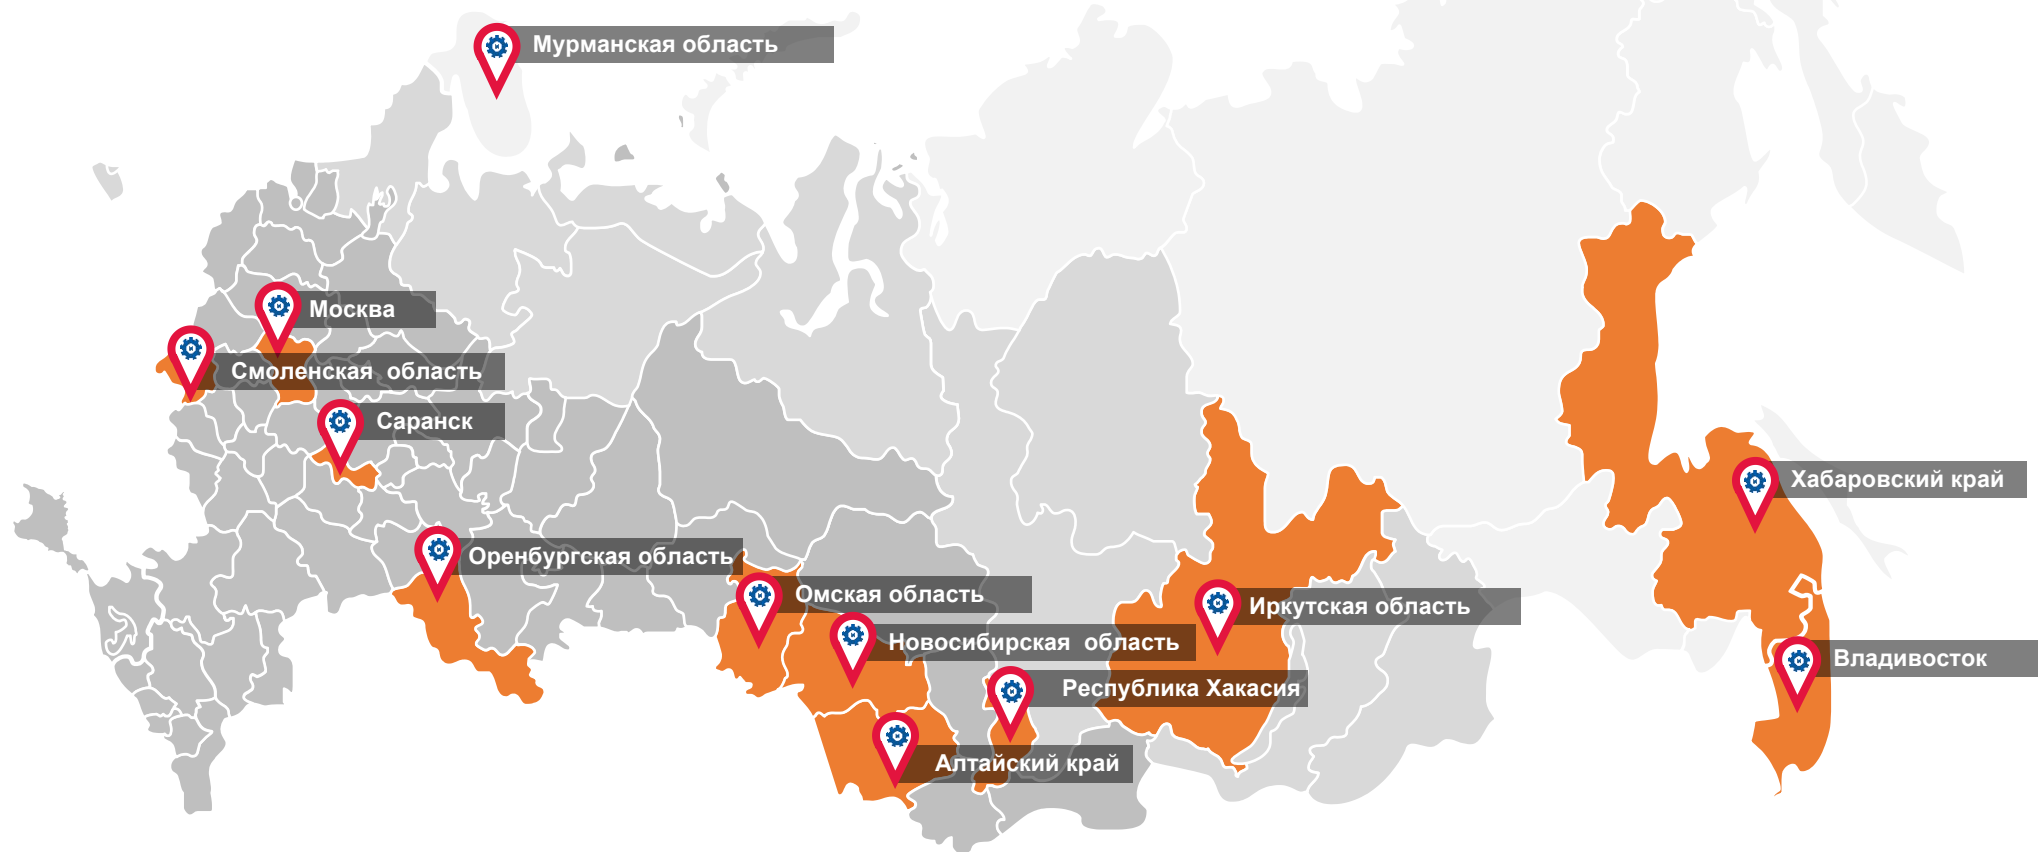 Мурманская область
Москва
Смоленская область
Саранск
Хабаровский край
Оренбургская область
Омская область
Иркутская область
Новосибирская область
Владивосток
Республика Хакасия
Алтайский край